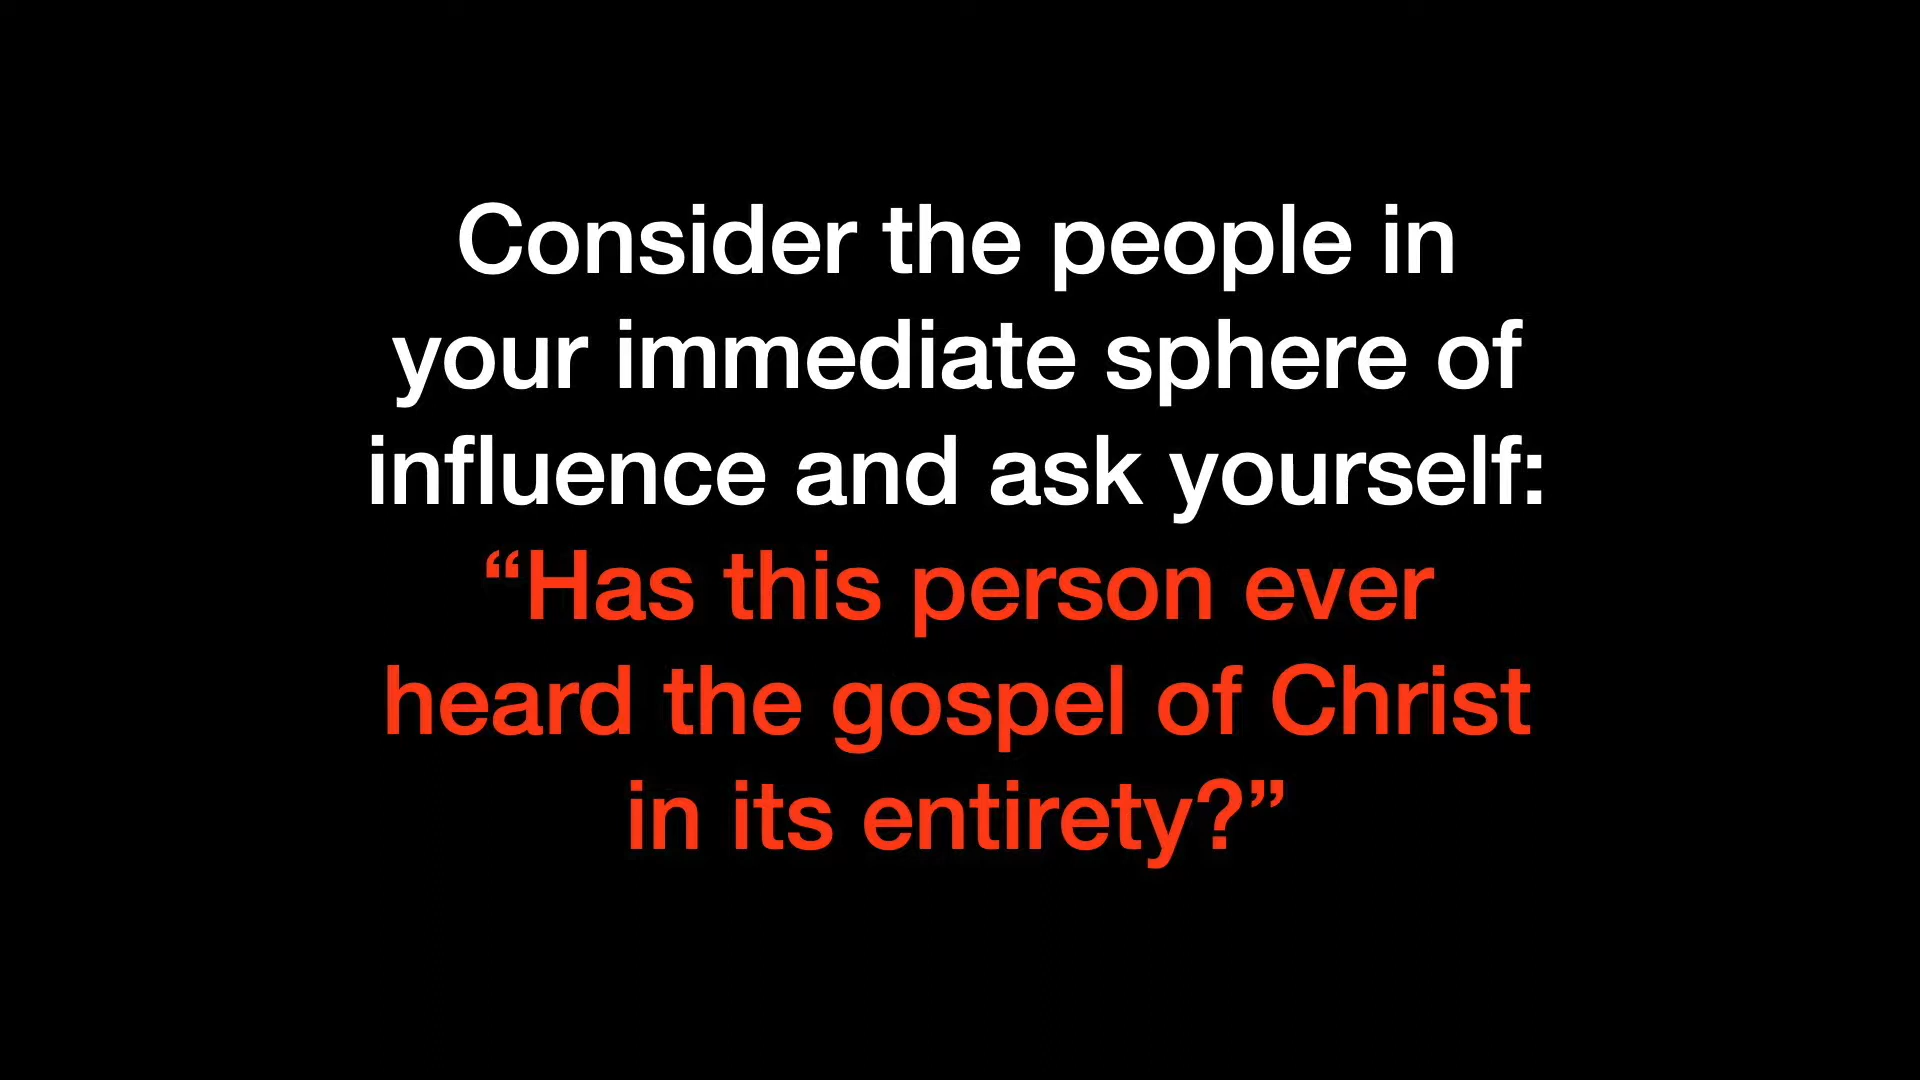 Consider the people in
your immediate sphere of
influence and ask yourself:
“Has this person ever
heard the gospel of Christ
in its entirety?”